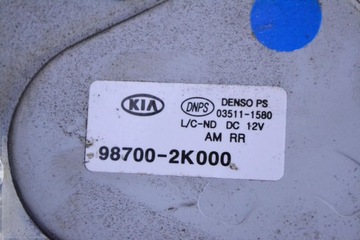 KIA
DNPS
DENSO PS
03511-1580
L/C-ND DC 12V
AM RR
98700-2K000